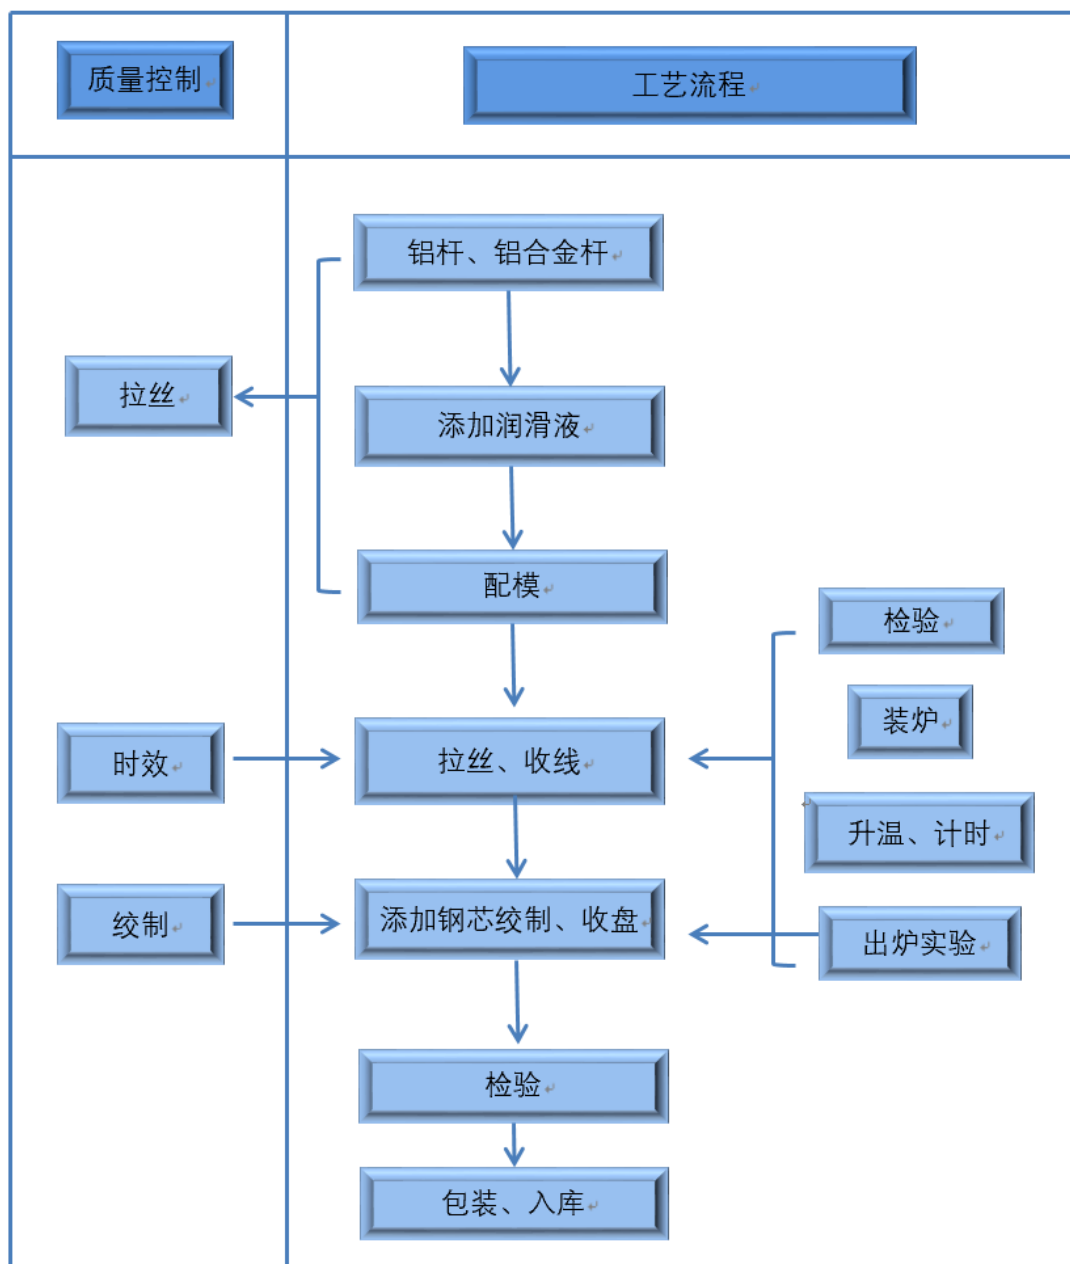 质量控制
工艺流程
铝杆、铝合金杆
拉丝
添加润滑液
配模
检验
装炉
时效
拉丝、收线
升温、计时
绞制
添加钢芯绞制、收盘
出炉实验
检验
包装、入库